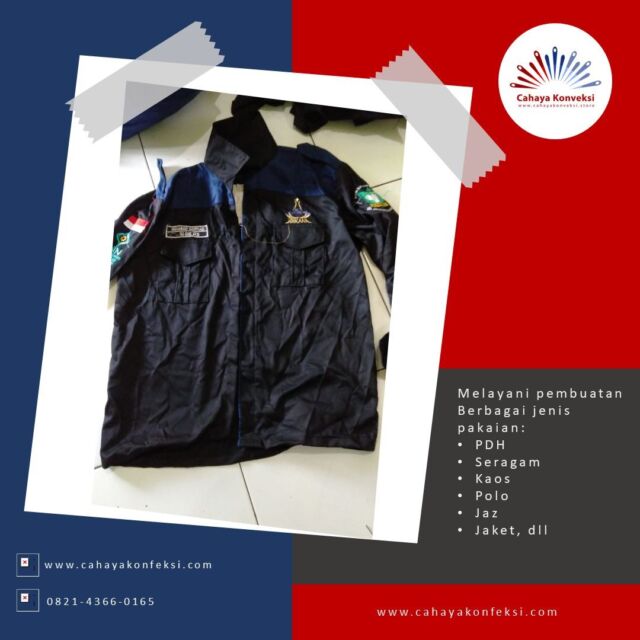 Cahaya Konveksi
www.cahayakonveksi.store
Melayani pembuatan
Berbagai jenis
pakaian:
• PDH
• Seragam
• Kaos
• Polo
• Jaz
• Jaket, dll
www.cahayakonfeksi.com
0821-4366-0165
www.cahayakonfeksi.com